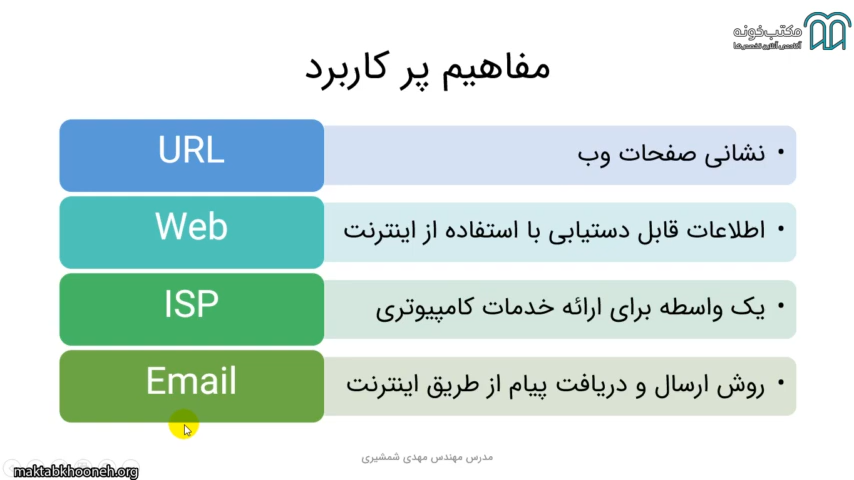 مکتب‌خونه
آکادمی آنلاین تخصص‌ها
مفاهیم پر کاربرد
URL
• نشانی صفحات وب
Web
• اطلاعات قابل دستیابی با استفاده از اینترنت
ISP
• یک واسطه برای ارائه خدمات کامپیوتری
Email
• روش ارسال و دریافت پیام از طریق اینترنت
مدرس مهندس مهدی شمشیری
maktabkhooneh.org